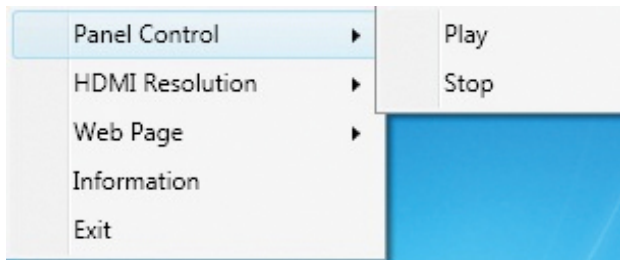 Panel Control
HDMI Resolution
Web Page
Information
Exit
Play
Stop